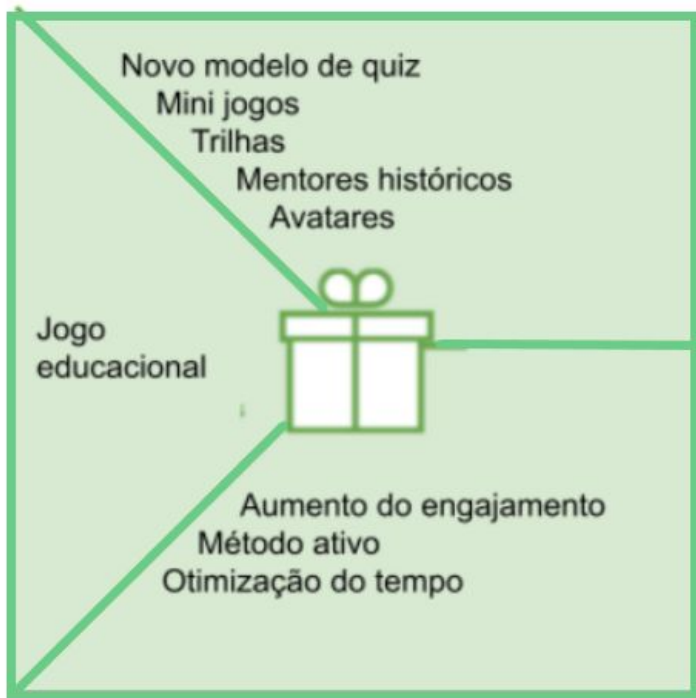 Novo modelo de quiz
Mini jogos
Trilhas
Mentores históricos
Avatares
Jogo
educacional
Aumento do engajamento
Método ativo
Otimização do tempo